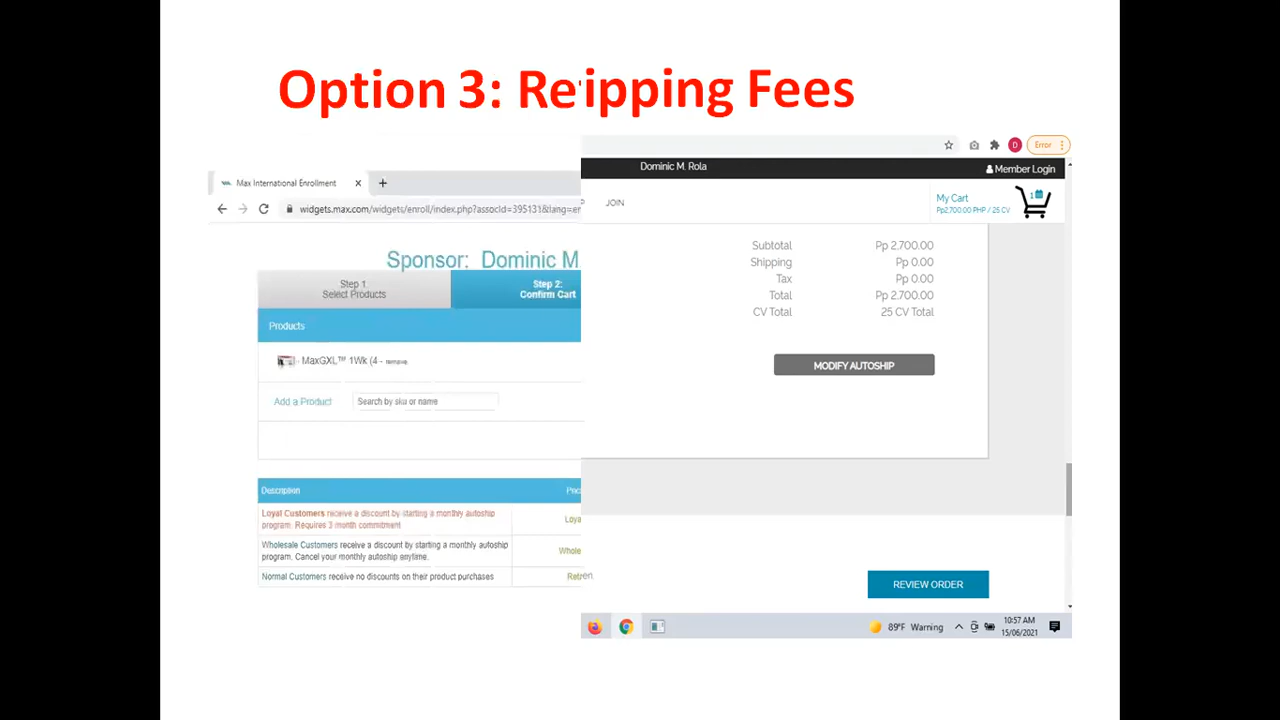 Option 3: Reipping Fees
Max International Enrollment
widgets.max.com/widgets/enroll/index.php?associd=395131&lang=en
Sponsor: Dominic M.
Step 1
Select Products
Step 2:
Confirm Cart
Products
MaxGXL™ 1Wk (4 - remove
Add a Product
Search by sku or name
Description
Loyal Customers receive a discount by starting a monthly autoship
program. Requires 3 month commitment
Loya
Wholesale Customers receive a discount by starting a monthly autoship
program. Cancel your monthly autoship anytime.
Whole
Normal Customers receive no discounts on their product purchases
D
Error
Dominic M. Rola
Member Login
JOIN
My Cart
Pp2,700.00 PHP / 25 CV
1
Subtotal Pp 2,700.00
Shipping Pp 0.00
Tax Pp 0.00
Total Pp 2,700.00
CV Total 25 CV Total
MODIFY AUTOSHIP
REVIEW ORDER
89°F Warning
10:57 AM
15/06/2021